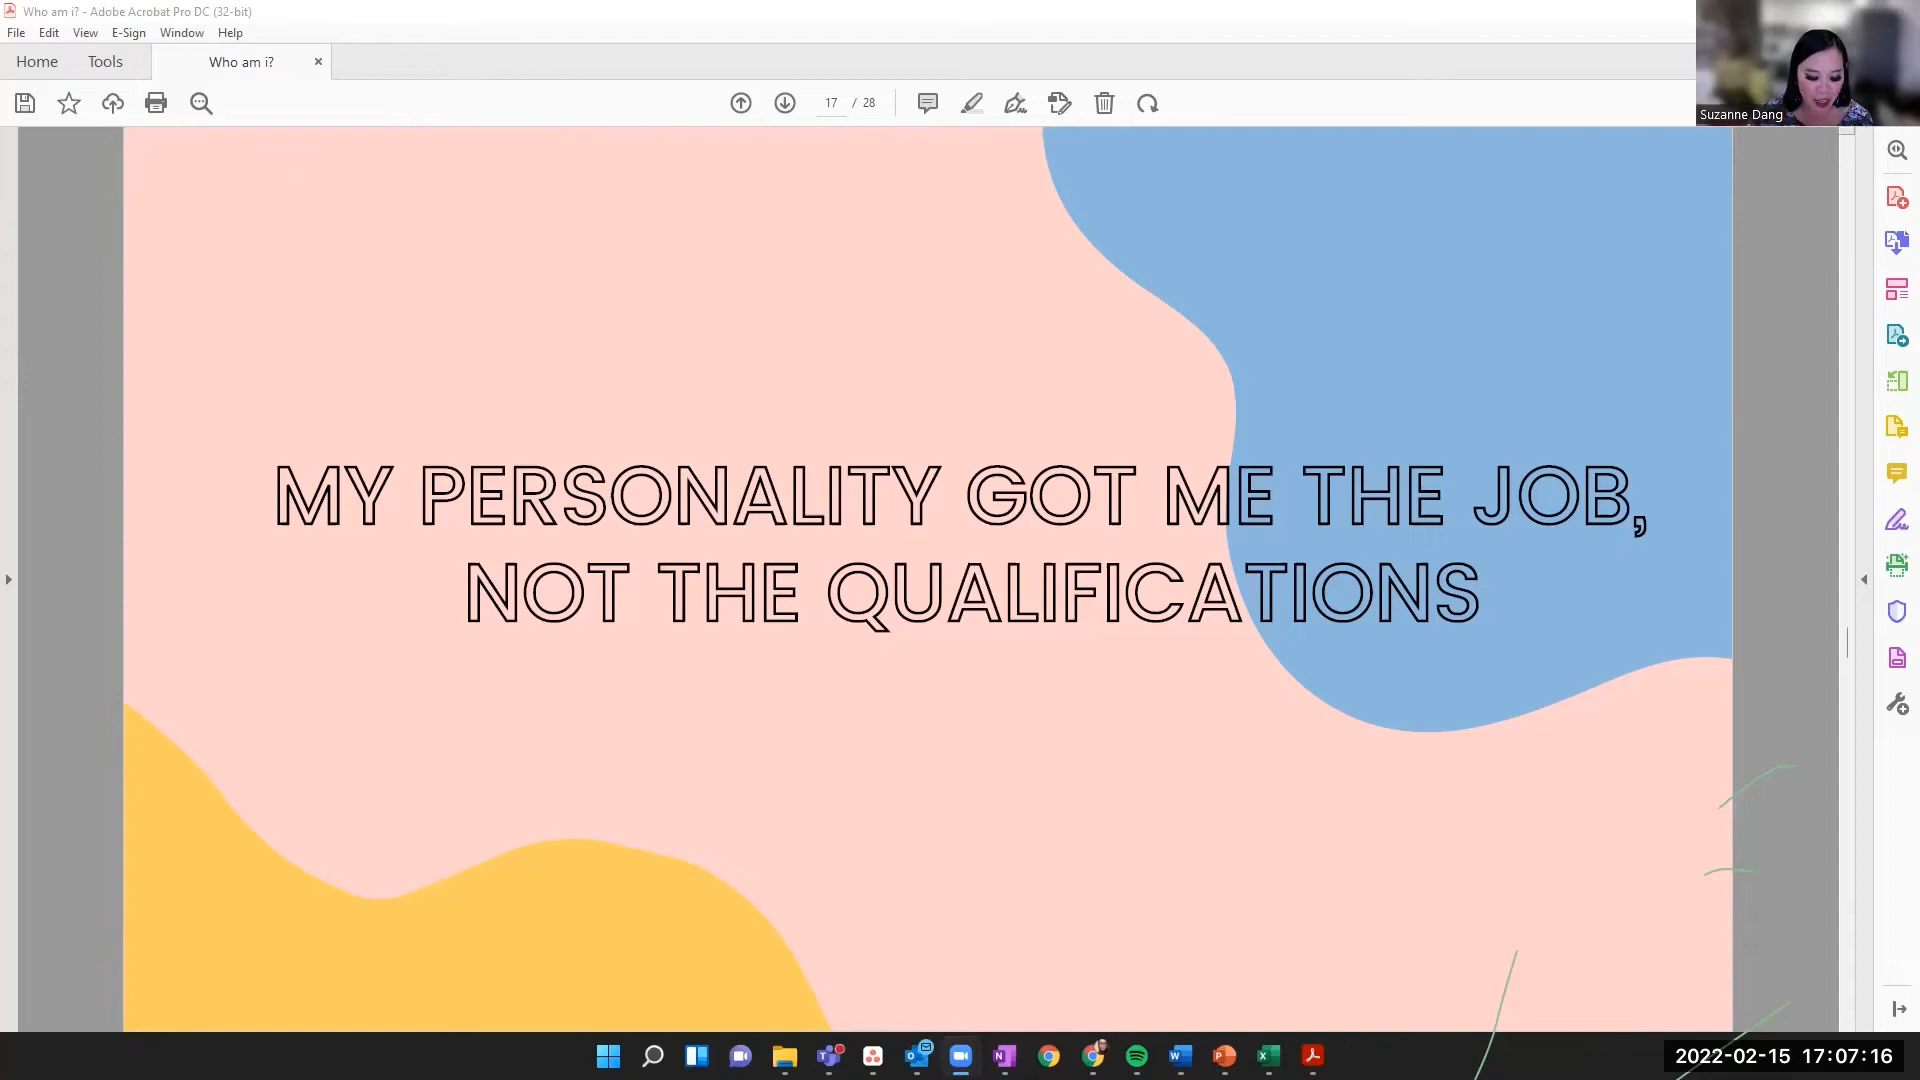 Who am i? - Adobe Acrobat Pro DC (32-bit)
File Edit View E-Sign Window Help
Home Tools Who am i? ×
17 / 28
Suzanne Dang
MY PERSONALITY GOT ME THE JOB,
NOT THE QUALIFICATIONS
2022-02-15 17:07:16